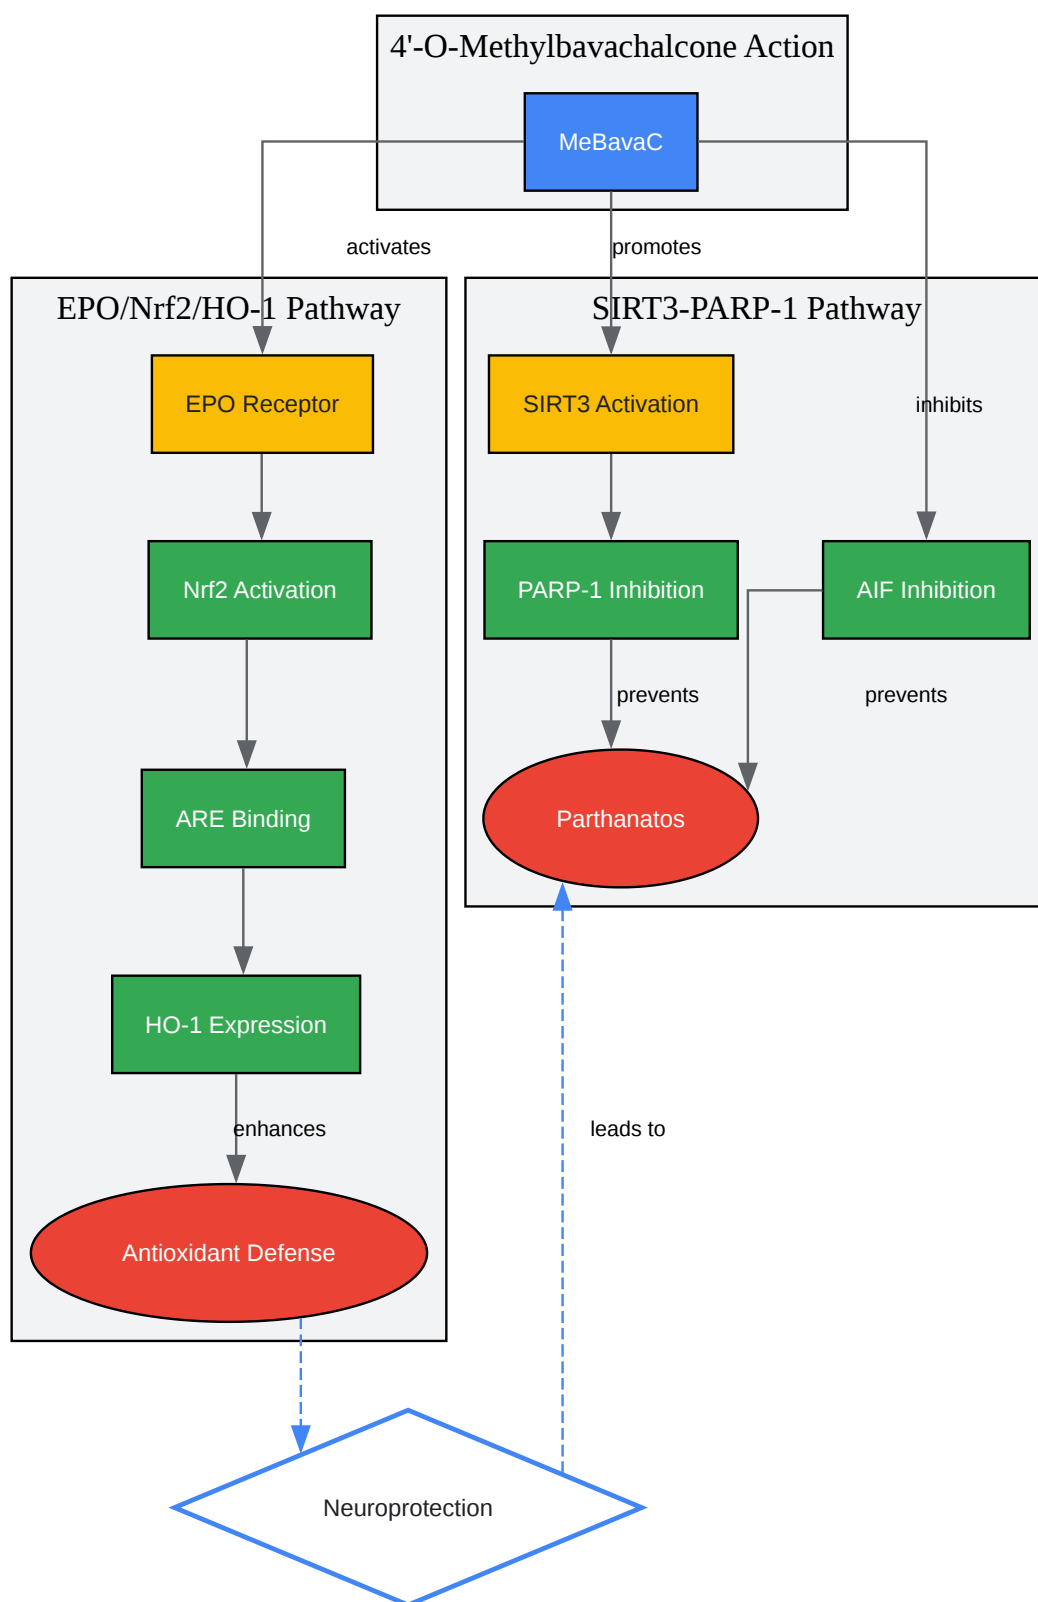 4'-O-Methylbavachalcone Action
MeBavaC
activates
promotes
EPO/Nrf2/HO-1 Pathway
SIRT3-PARP-1 Pathway
EPO Receptor
SIRT3 Activation
inhibits
Nrf2 Activation
PARP-1 Inhibition
AIF Inhibition
prevents
prevents
ARE Binding
Parthanatos
HO-1 Expression
enhances
leads to
Antioxidant Defense
Neuroprotection